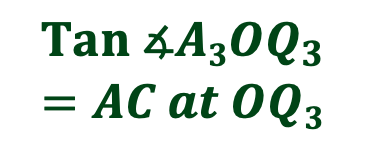 Tan ∡A₃OQ₃
= AC at OQ₃